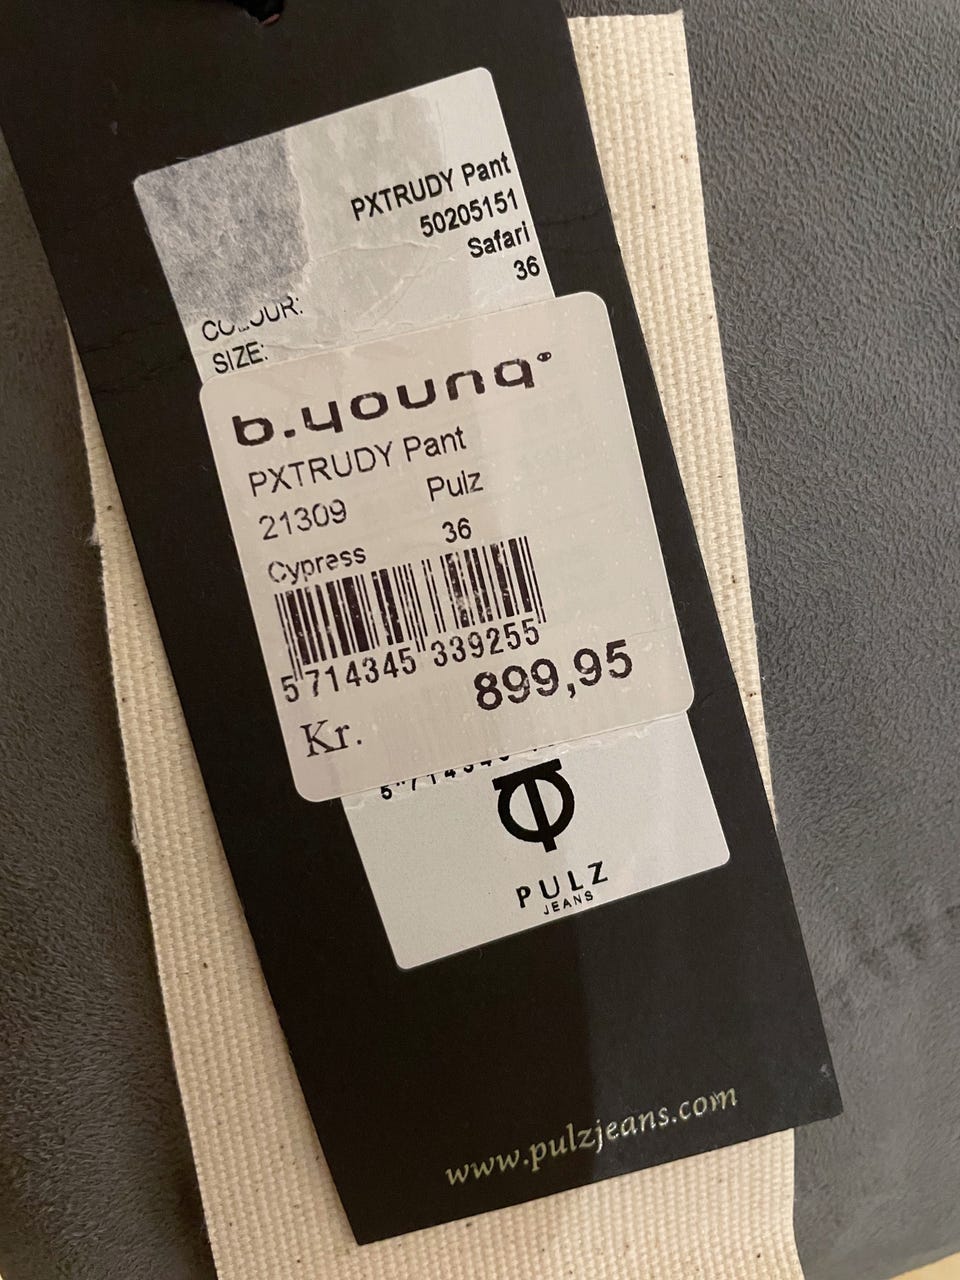 PXTRUDY Pant
50205151
Safari
COLOUR:
36
SIZE:
b.young
PXTRUDY Pant
21309 Pulz
Cypress 36
5 714345 339255
Kr. 899,95
PULZ
JEANS
www.pulzjeans.com